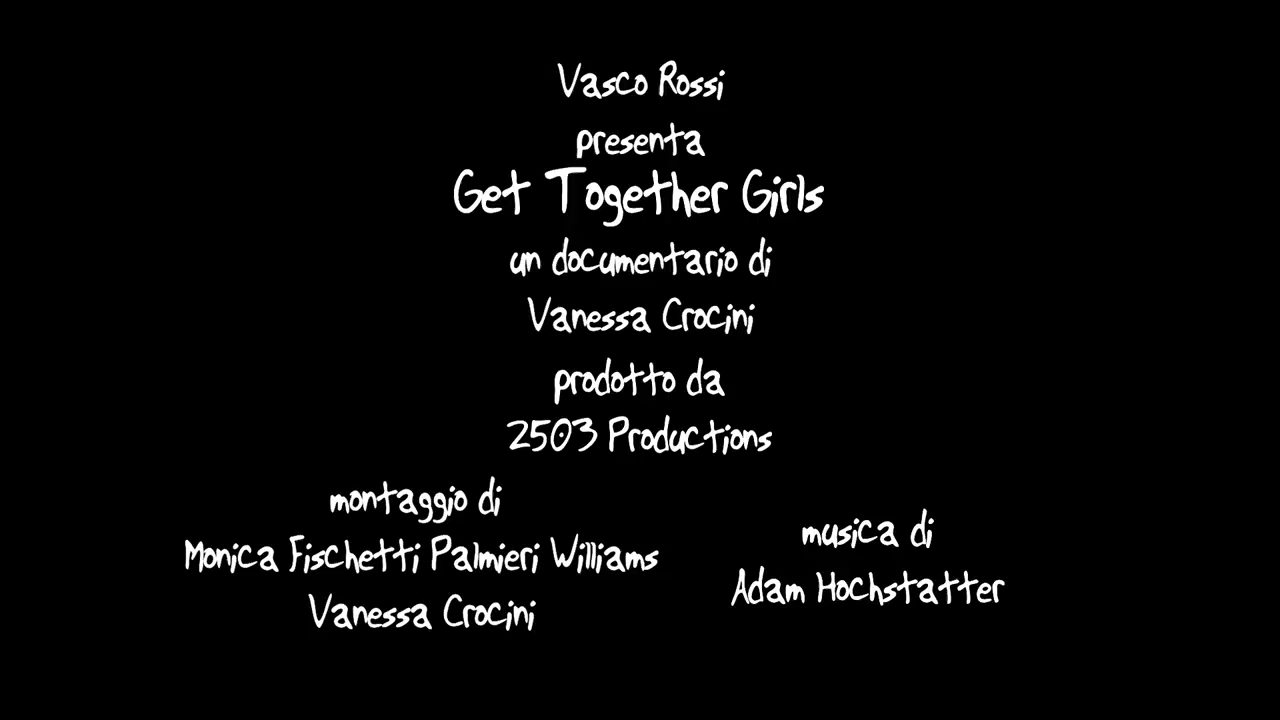 Vasco Rossi
presenta
Get Together Girls
un documentario di
Vanessa Crocini
prodotto da
2503 Productions
montaggio di
Monica Fischetti Palmieri Williams
Vanessa Crocini
musica di
Adam Hochstatter